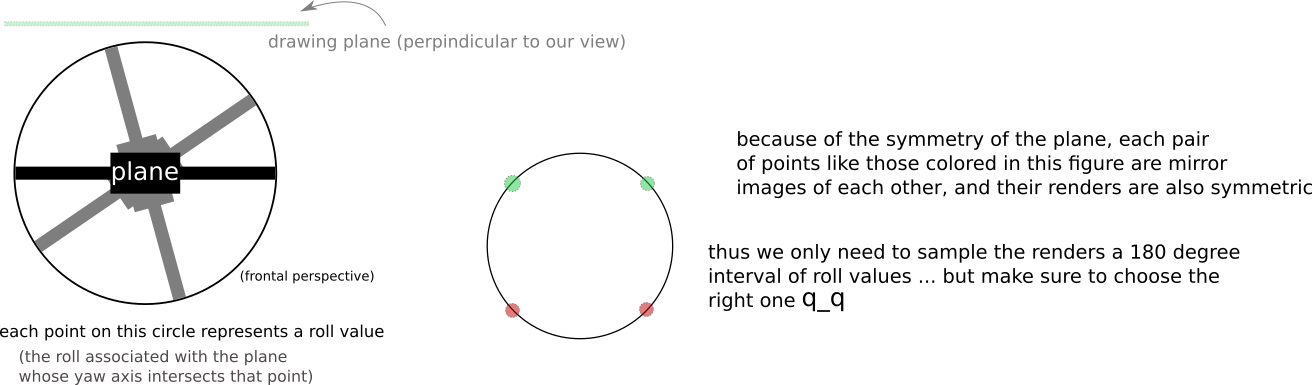 drawing plane (perpindicular to our view)
plane
(frontal perspective)
each point on this circle represents a roll value
(the roll associated with the plane
whose yaw axis intersects that point)
because of the symmetry of the plane, each pair
of points like those colored in this figure are mirror
images of each other, and their renders are also symmetric
thus we only need to sample the renders a 180 degree
interval of roll values ... but make sure to choose the
right one q_q